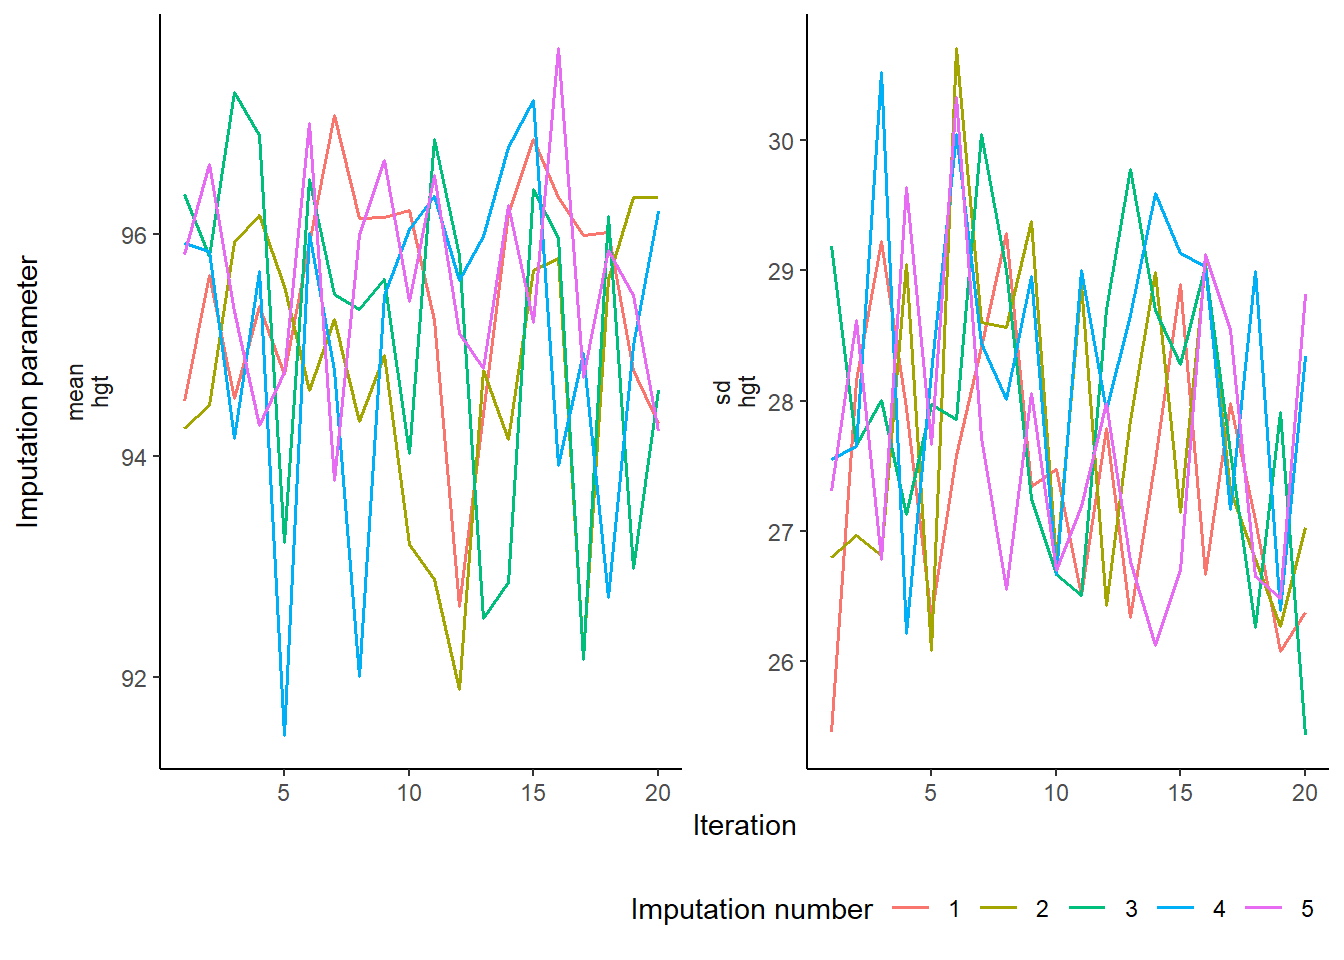 Imputation parameter
mean
hgt
96
94
92
5 10 15 20
sd
hgt
30
29
28
27
26
5 10 15 20
Iteration
Imputation number 1 2 3 4 5